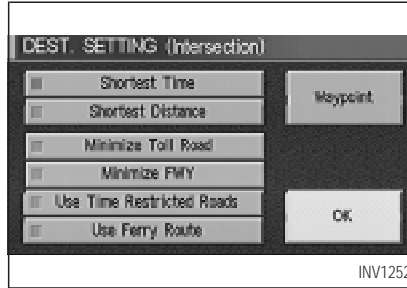 DEST. SETTING (Intersection)
Shortest Time
Waypoint
Shortest Distance
Minimize Toll Road
Minimize FWY
Use Time Restricted Roads
OK
Use Ferry Route
INV1252